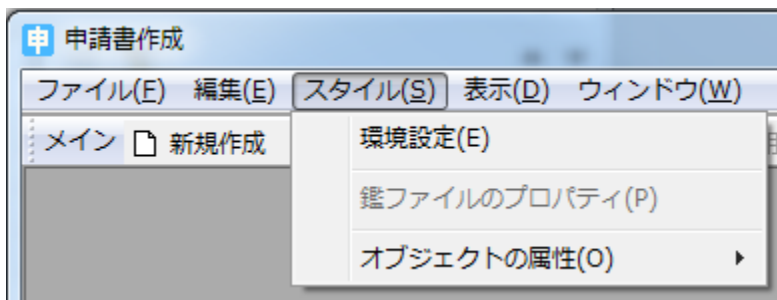 申 申請書作成
ファイル(F) 編集(E) スタイル(S) 表示(D) ウィンドウ(W)
メイン 新規作成
環境設定(E)
鑑ファイルのプロパティ(P)
オブジェクトの属性(O)